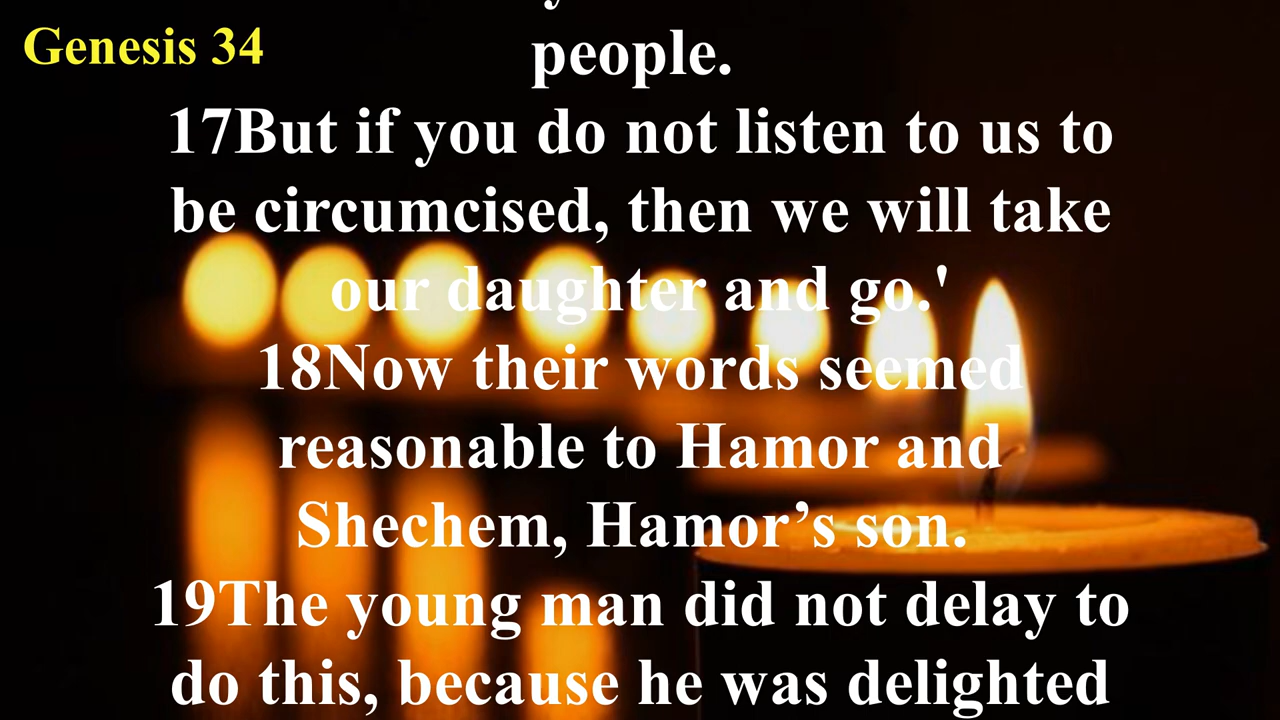 Genesis 34
people.
17But if you do not listen to us to
be circumcised, then we will take
our daughter and go.'
18Now their words seemed
reasonable to Hamor and
Shechem, Hamor’s son.
19The young man did not delay to
do this, because he was delighted